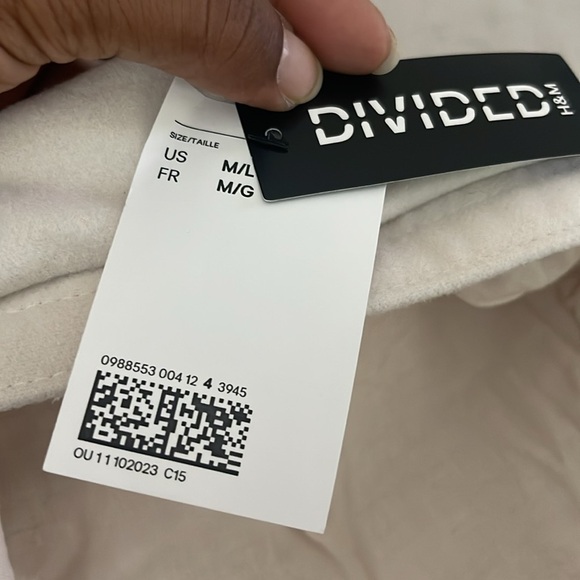 DIVIDED
H&M
SIZE/TAILLE
US M/L
FR M/G
0988553 004 12 4 3945
OU 11102023 C15